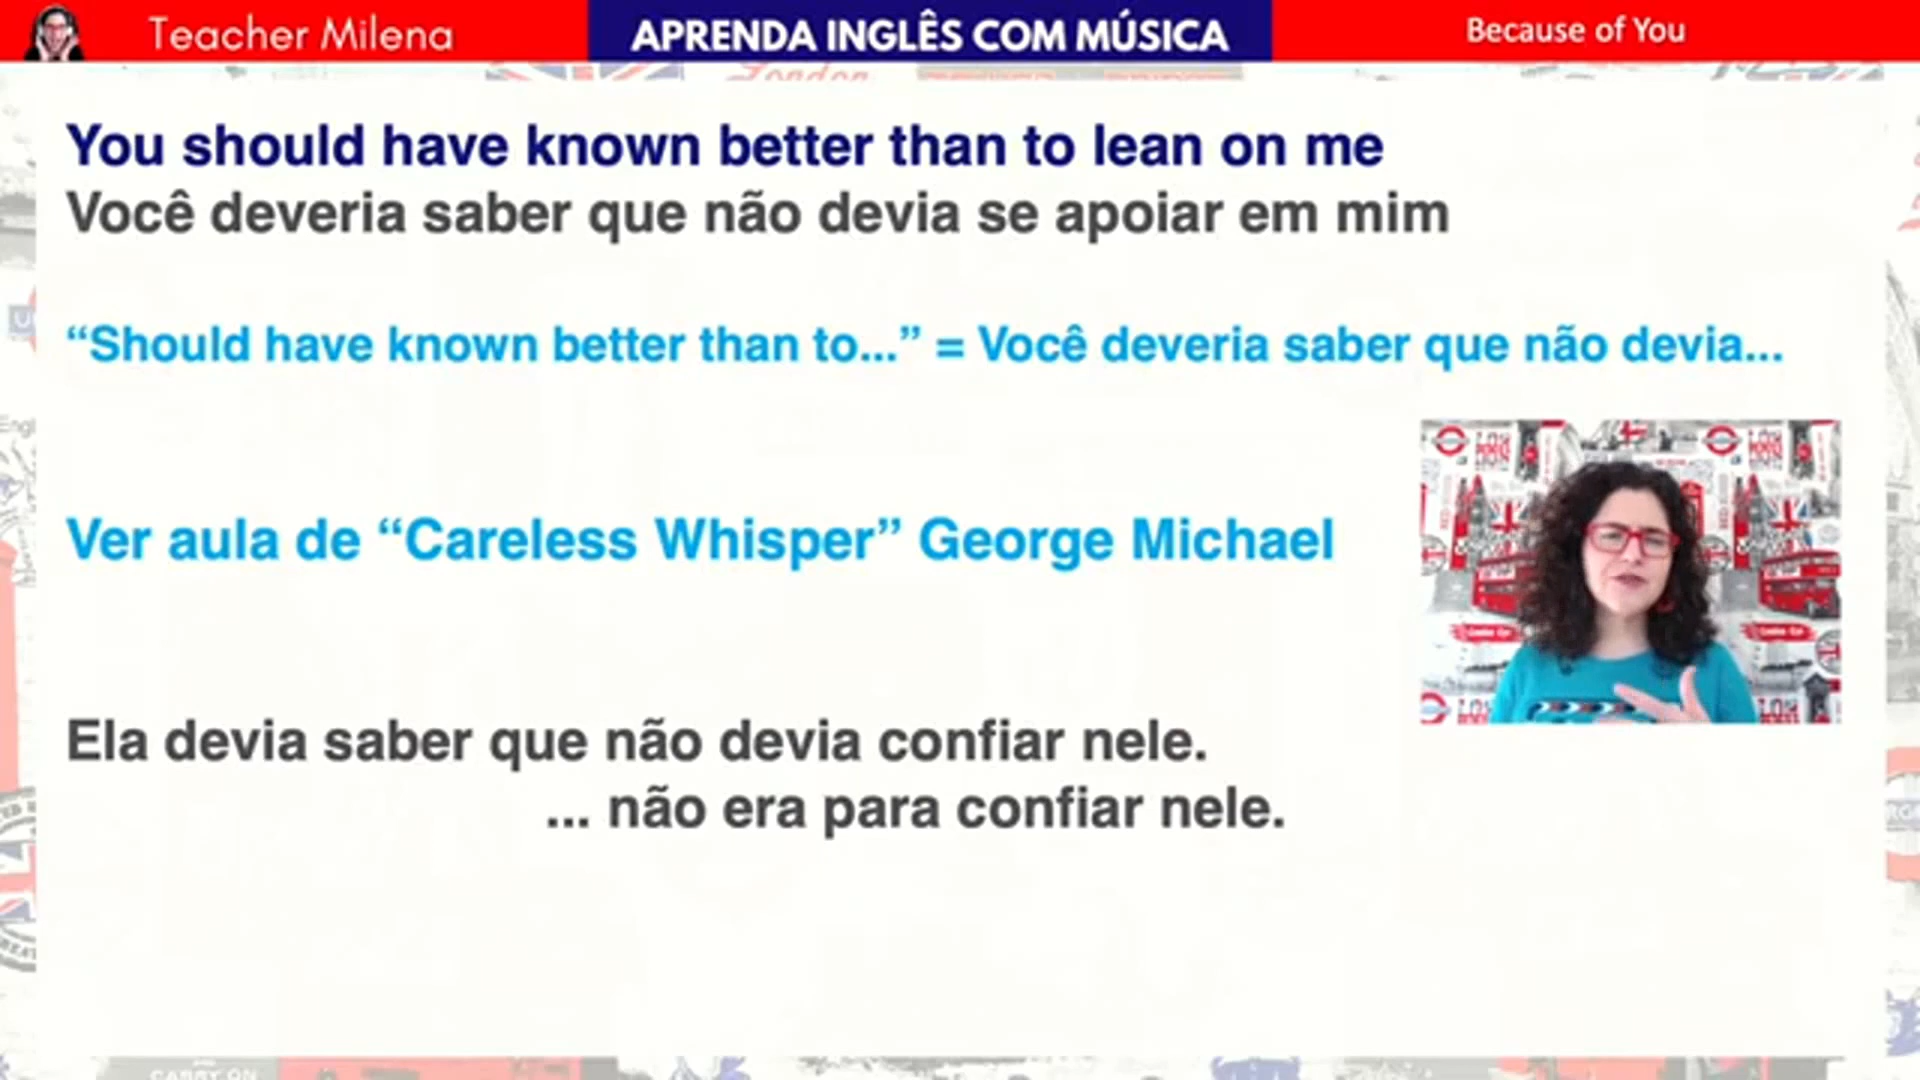 Teacher Milena
APRENDA INGLÊS COM MÚSICA
Because of You
London
You should have known better than to lean on me
Você deveria saber que não devia se apoiar em mim
“Should have known better than to...” = Você deveria saber que não devia...
Ver aula de “Careless Whisper” George Michael
Ela devia saber que não devia confiar nele.
... não era para confiar nele.
CARRY ON